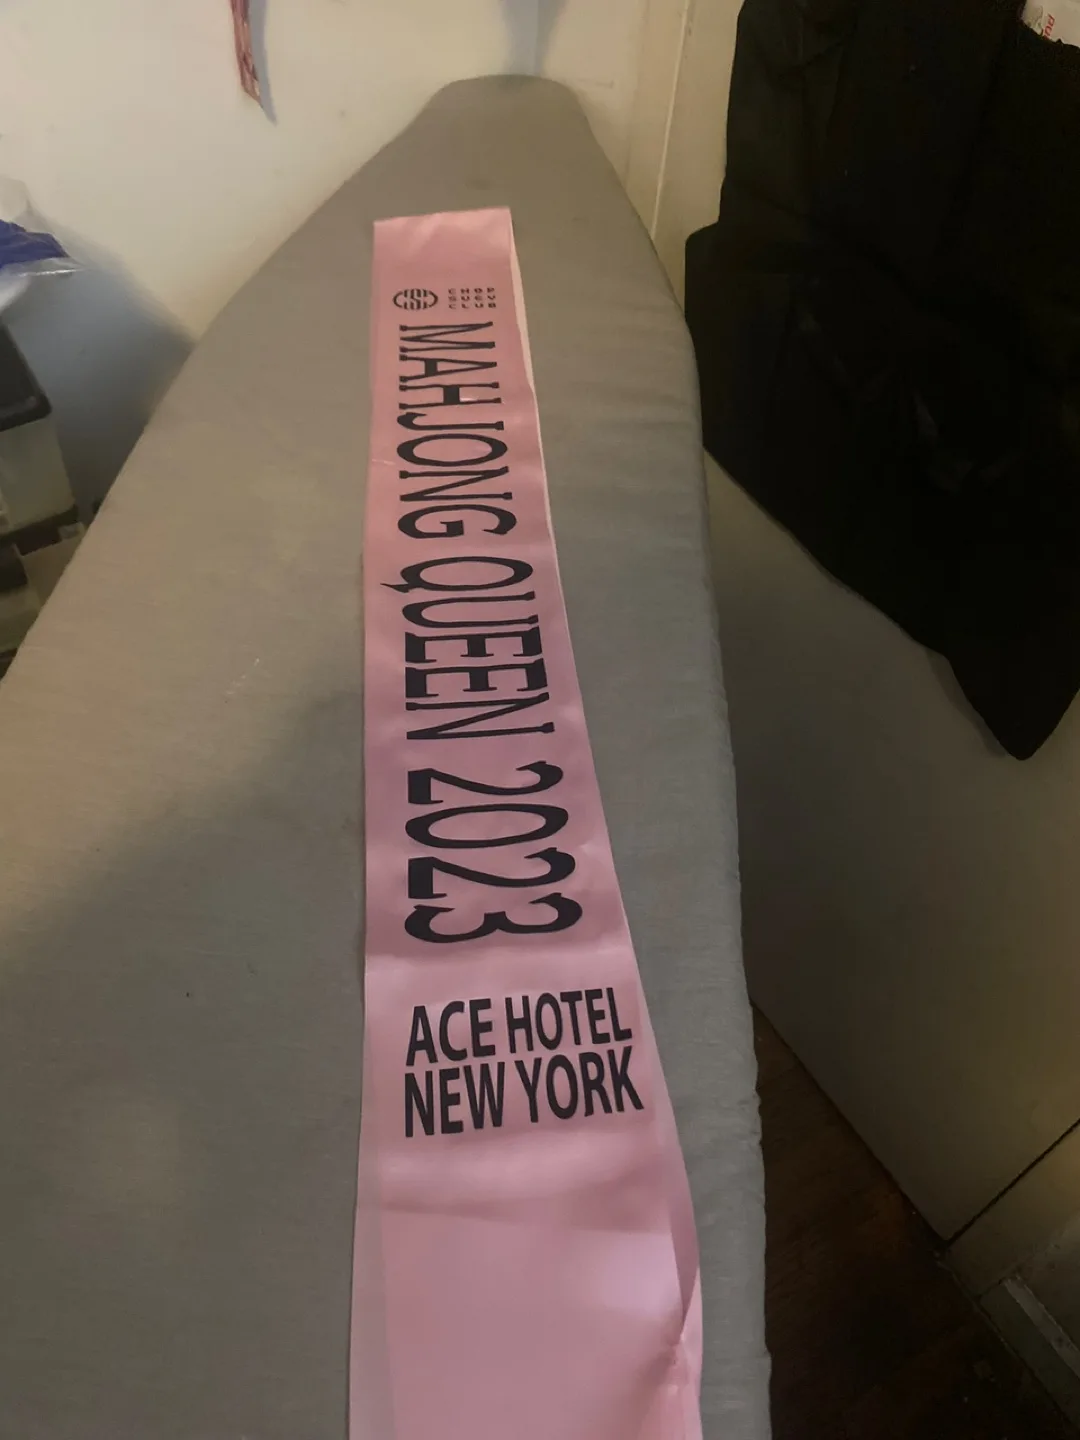 MAHJONG QUEEN 2023
ACE HOTEL
NEW YORK